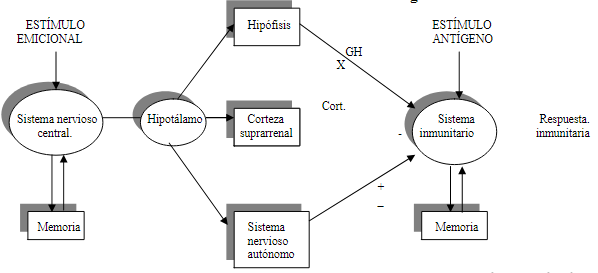 ESTÍMULO
EMICIONAL
Hipófisis
ESTÍMULO
ANTÍGENO
GH
X
Sistema nervioso
central.
Hipotálamo
Corteza
suprarrenal
Cort.
-
Sistema
inmunitario
Respuesta.
inmunitaria
+
–
Memoria
Sistema
nervioso
autónomo
Memoria